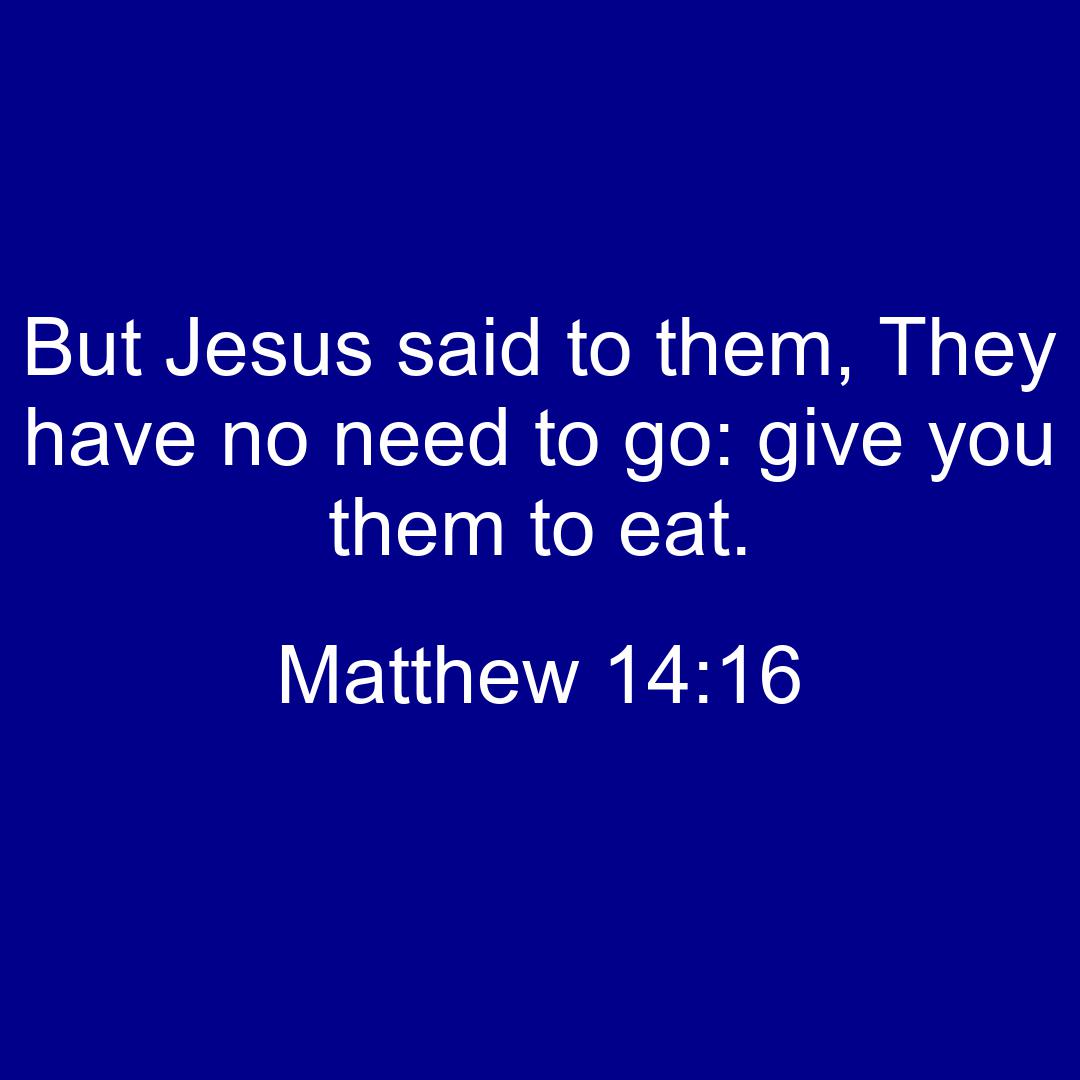 But Jesus said to them, They
have no need to go: give you
them to eat.
Matthew 14:16